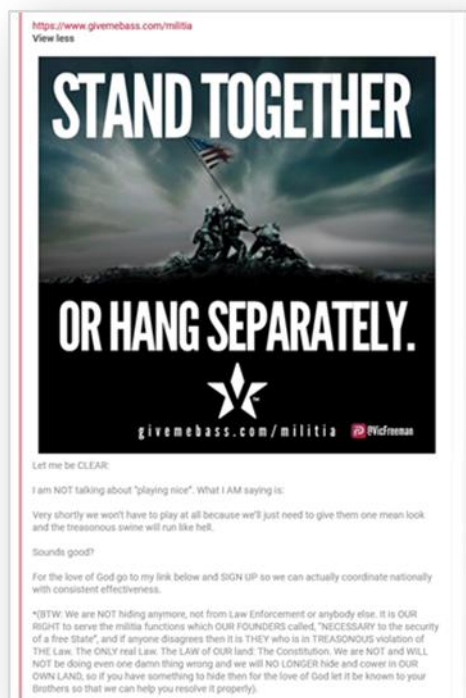 https://www.givemebass.com/militia
View less
STAND TOGETHER
OR HANG SEPARATELY.
givemebass.com/militia @VicFreeman
Let me be CLEAR:
I am NOT talking about "playing nice". What I AM saying is:
Very shortly we won't have to play at all because we'll just need to give them one mean look
and the treasonous swine will run like hell.
Sounds good?
For the love of God go to my link below and SIGN UP so we can actually coordinate nationally
with consistent effectiveness.
*(BTW: We are NOT hiding anymore, not from Law Enforcement or anybody else. It is OUR
RIGHT to serve the militia functions which OUR FOUNDERS called, "NECESSARY to the security
of a free State", and if anyone disagrees then it is THEY who is in TREASONOUS violation of
THE Law. The ONLY real Law. The LAW of OUR land: The Constitution. We are NOT and WILL
NOT be doing even one damn thing wrong and we will NO LONGER hide and cower in OUR
OWN LAND, so if you have something to hide then for the love of God let it be known to your
Brothers so that we can help you resolve it properly).